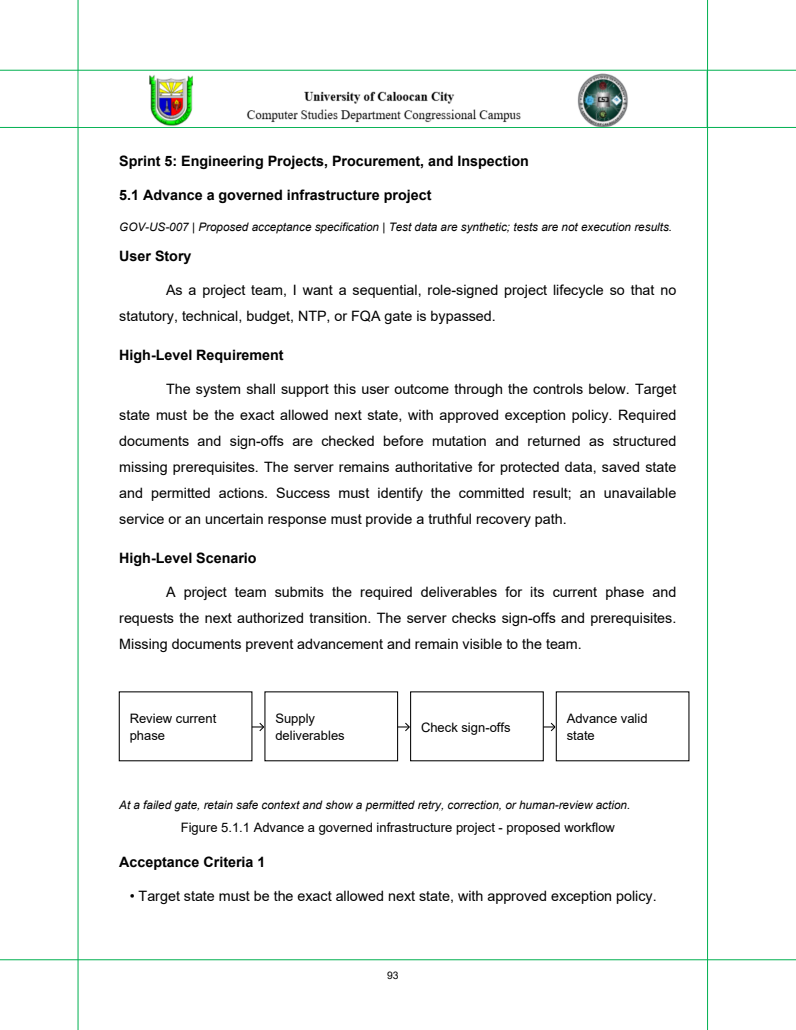 University of Caloocan City
Computer Studies Department Congressional Campus
Sprint 5: Engineering Projects, Procurement, and Inspection
5.1 Advance a governed infrastructure project
GOV-US-007 | Proposed acceptance specification | Test data are synthetic; tests are not execution results.
User Story
As a project team, I want a sequential, role-signed project lifecycle so that no
statutory, technical, budget, NTP, or FQA gate is bypassed.
High-Level Requirement
The system shall support this user outcome through the controls below. Target
state must be the exact allowed next state, with approved exception policy. Required
documents and sign-offs are checked before mutation and returned as structured
missing prerequisites. The server remains authoritative for protected data, saved state
and permitted actions. Success must identify the committed result; an unavailable
service or an uncertain response must provide a truthful recovery path.
High-Level Scenario
A project team submits the required deliverables for its current phase and
requests the next authorized transition. The server checks sign-offs and prerequisites.
Missing documents prevent advancement and remain visible to the team.
Review current
phase
Supply
deliverables
Check sign-offs
Advance valid
state
At a failed gate, retain safe context and show a permitted retry, correction, or human-review action.
Figure 5.1.1 Advance a governed infrastructure project - proposed workflow
Acceptance Criteria 1
• Target state must be the exact allowed next state, with approved exception policy.
93